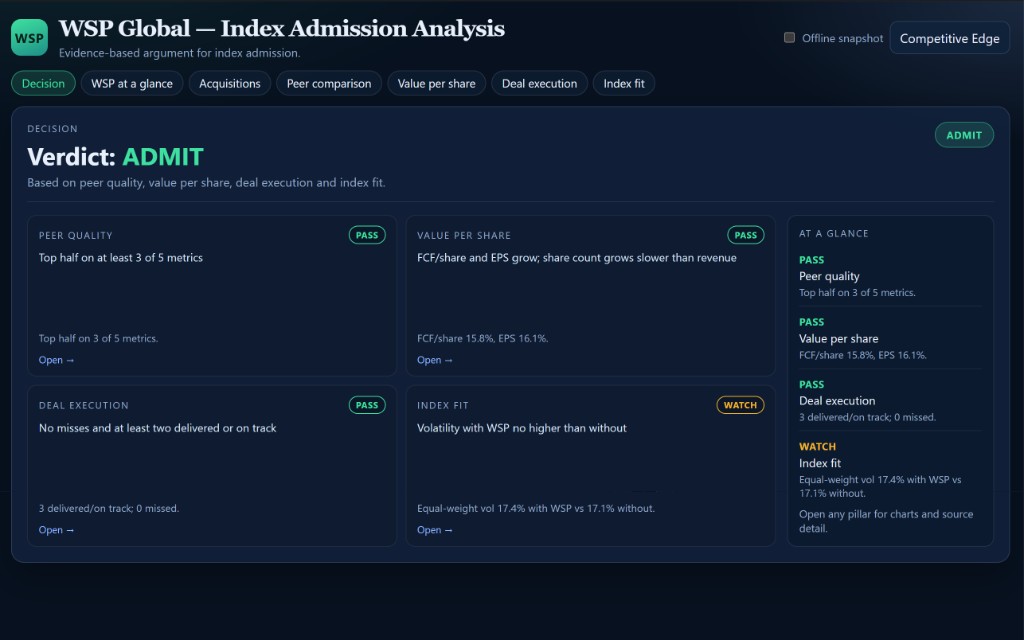 WSP
WSP Global — Index Admission Analysis
Evidence-based argument for index admission.
Offline snapshot
Competitive Edge
Decision
WSP at a glance
Acquisitions
Peer comparison
Value per share
Deal execution
Index fit
DECISION
Verdict: ADMIT
Based on peer quality, value per share, deal execution and index fit.
ADMIT
PEER QUALITY
PASS
Top half on at least 3 of 5 metrics
Top half on 3 of 5 metrics.
Open →
VALUE PER SHARE
PASS
FCF/share and EPS grow; share count grows slower than revenue
FCF/share 15.8%, EPS 16.1%.
Open →
DEAL EXECUTION
PASS
No misses and at least two delivered or on track
3 delivered/on track; 0 missed.
Open →
INDEX FIT
WATCH
Volatility with WSP no higher than without
Equal-weight vol 17.4% with WSP vs 17.1% without.
Open →
AT A GLANCE
PASS
Peer quality
Top half on 3 of 5 metrics.
PASS
Value per share
FCF/share 15.8%, EPS 16.1%.
PASS
Deal execution
3 delivered/on track; 0 missed.
WATCH
Index fit
Equal-weight vol 17.4% with WSP vs
17.1% without.
Open any pillar for charts and source
detail.